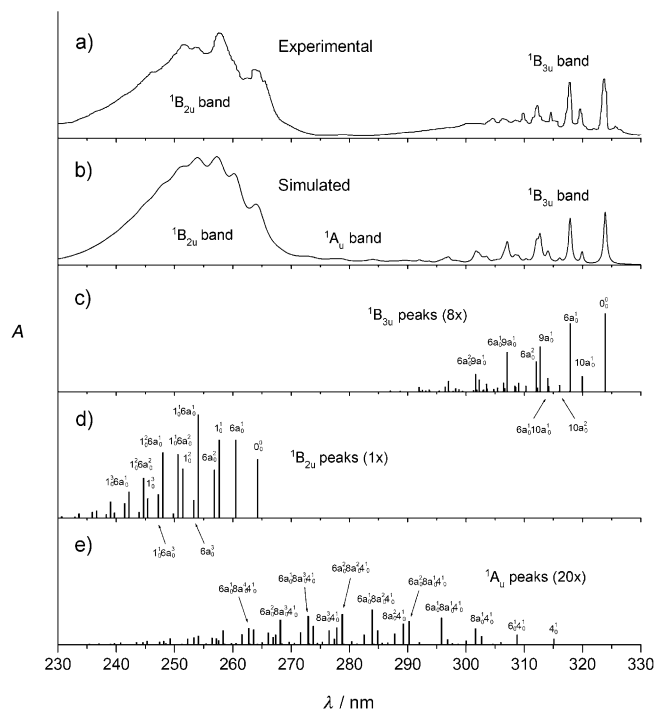 a)
Experimental
¹B₃ᵤ band
¹B₂ᵤ band
b)
Simulated
¹B₃ᵤ band
¹B₂ᵤ band
¹Aᵤ band
c)
¹B₃ᵤ peaks (8x)
0⁰₀
6a¹₀
9a¹₀
6a¹₀9a¹₀
6a²₀
6a²₀9a¹₀
10a¹₀
6a¹₀10a¹₀
10a²₀
A
d)
¹B₂ᵤ peaks (1x)
1¹₀6a¹₀
1²₀6a¹₀
1¹₀6a²₀
1¹₀
6a¹₀
1²₀6a²₀
1²₀
6a²₀
0⁰₀
1³₀6a¹₀
1³₀
1¹₀6a³₀
6a³₀
e)
¹Aᵤ peaks (20x)
6a¹₀8a³₀4¹₀
6a²₀8a²₀4¹₀
6a¹₀8a⁴₀4¹₀
6a²₀8a¹₀4¹₀
6a²₀8a³₀4¹₀
8a³₀4¹₀
6a¹₀8a²₀4¹₀
8a²₀4¹₀
6a¹₀8a¹₀4¹₀
8a¹₀4¹₀
6¹₀4¹₀
4¹₀
230 240 250 260 270 280 290 300 310 320 330
λ / nm